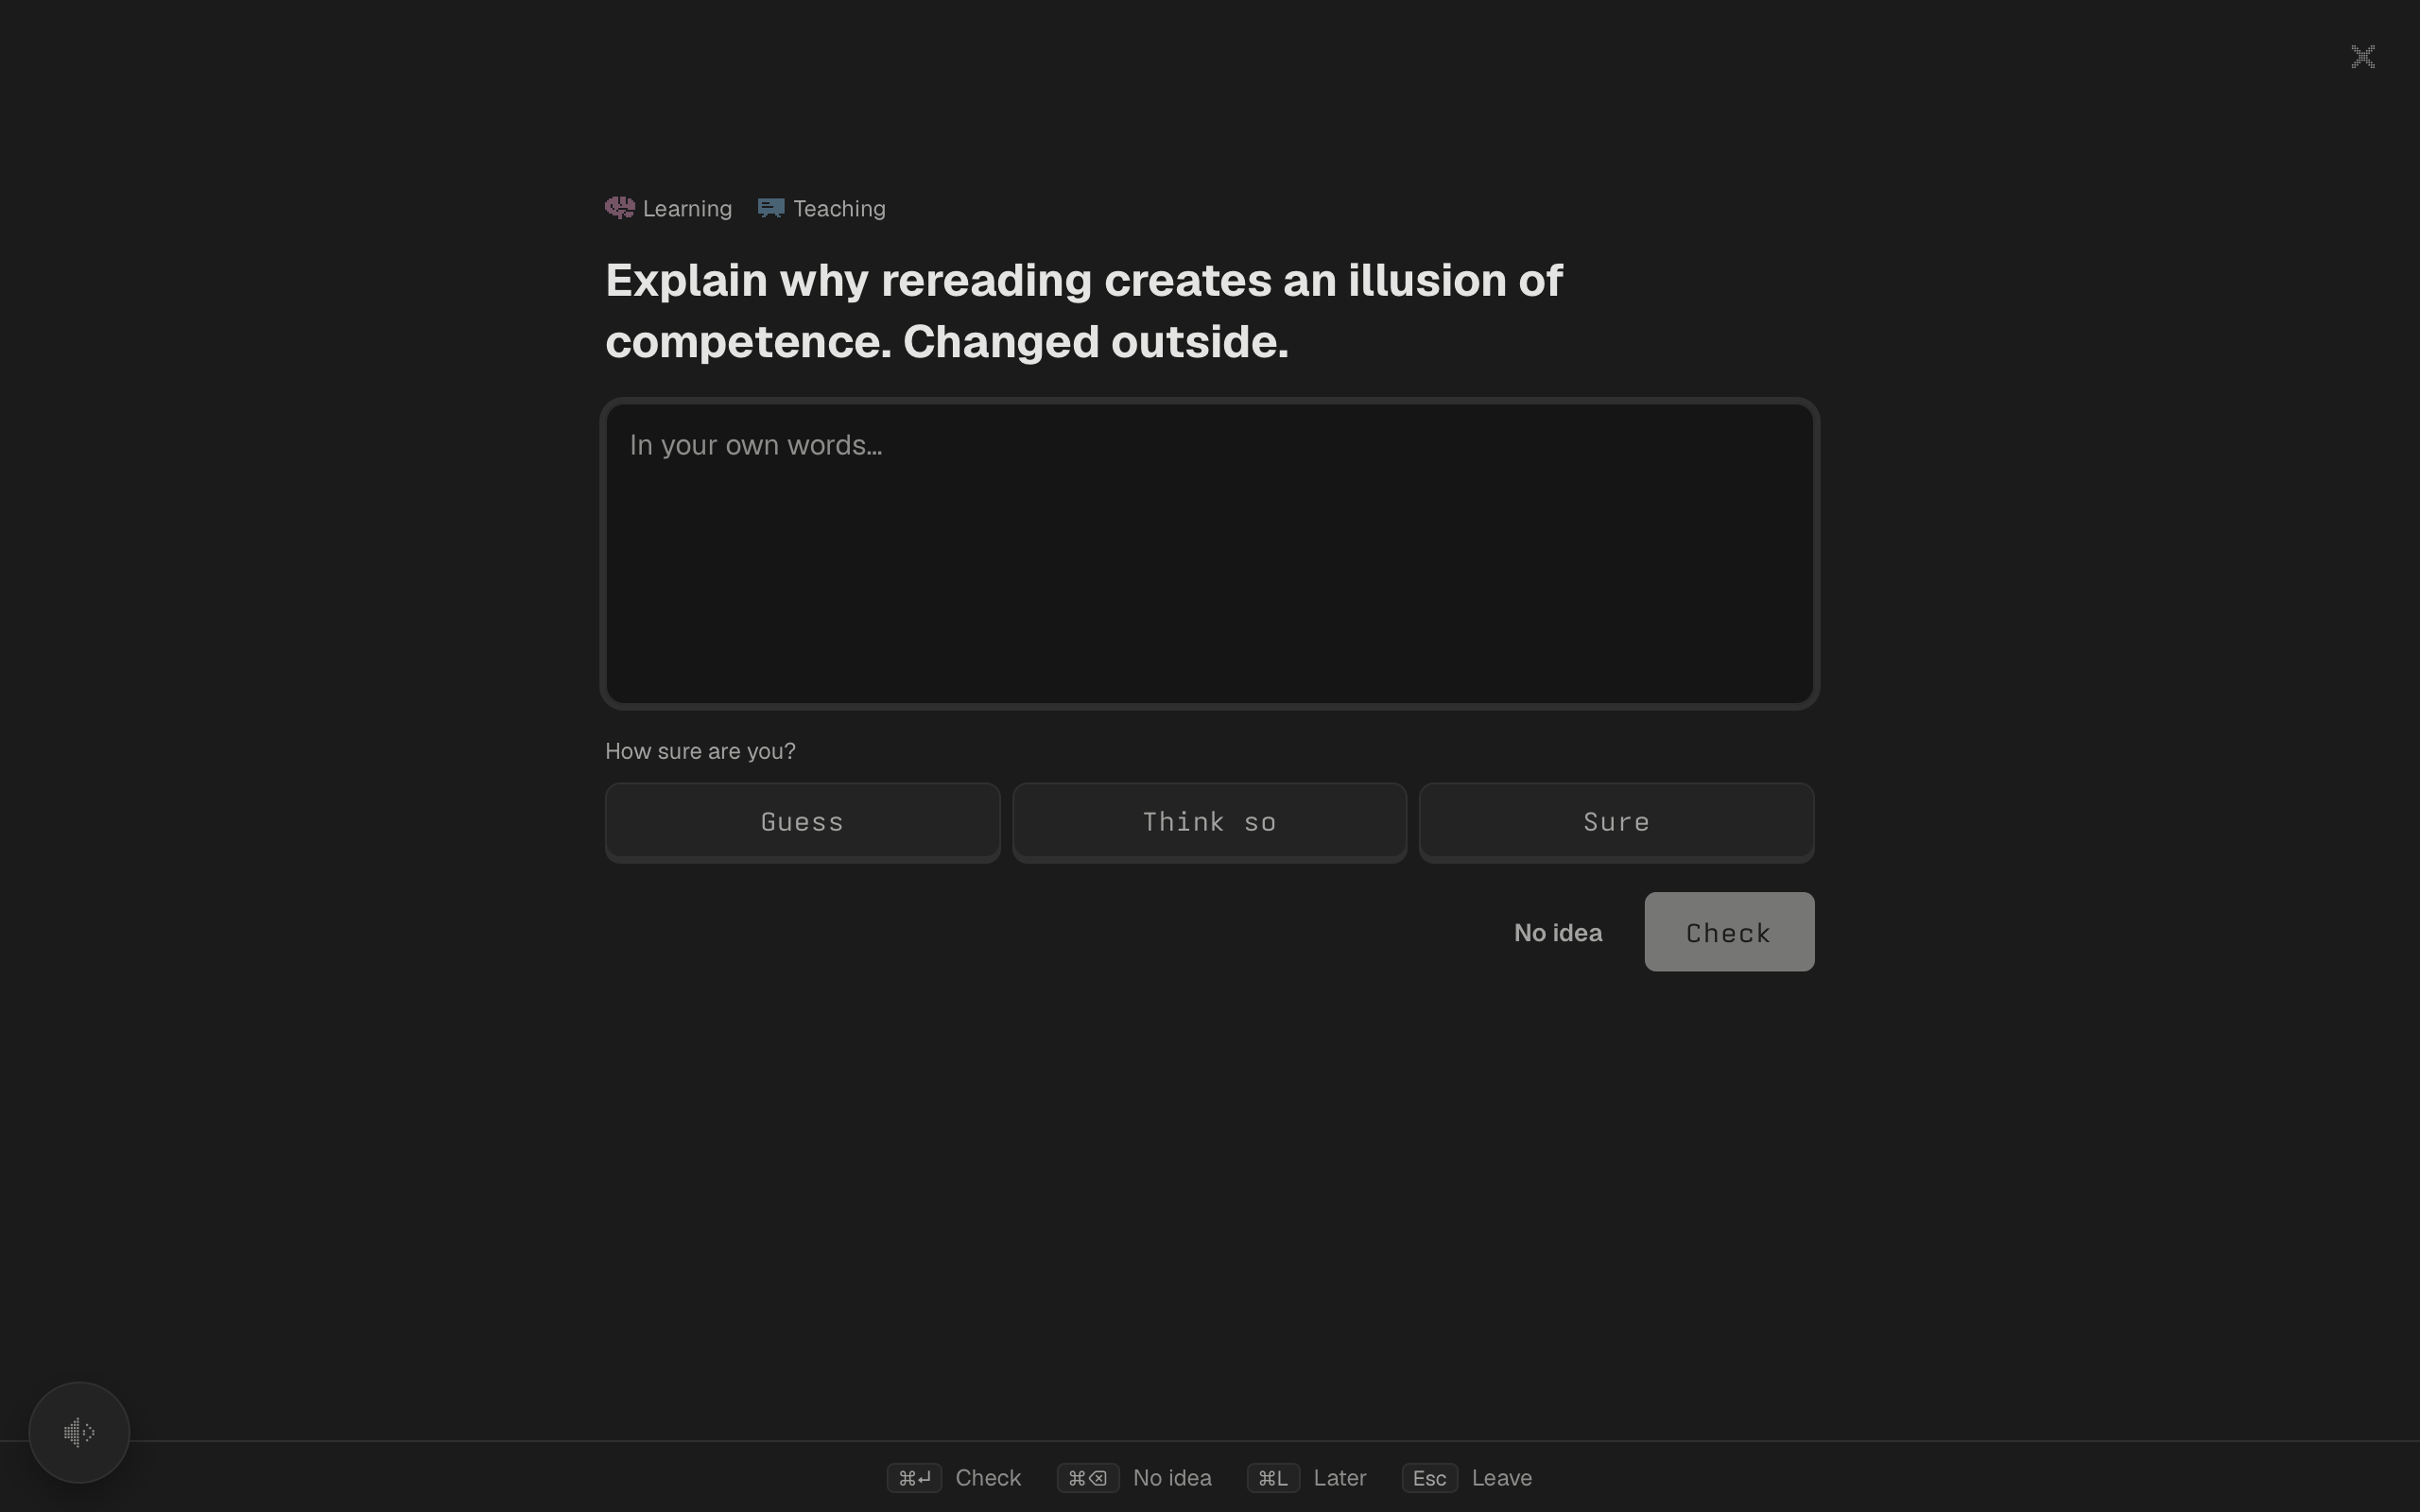 Learning Teaching
Explain why rereading creates an illusion of
competence. Changed outside.
In your own words…
How sure are you?
Guess Think so Sure
No idea Check
⌘↵ Check ⌘⌫ No idea ⌘L Later Esc Leave